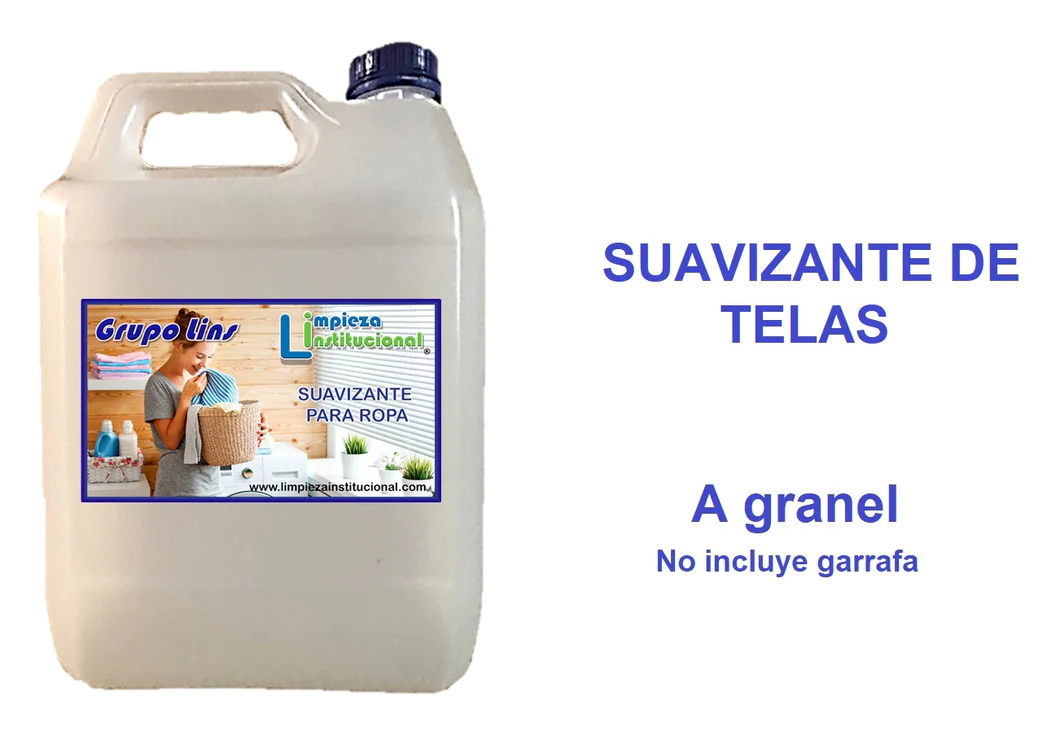 Grupo Lins
Limpieza
Institucional®
SUAVIZANTE
PARA ROPA
www.limpiezainstitucional.com
SUAVIZANTE DE
TELAS
A granel
No incluye garrafa